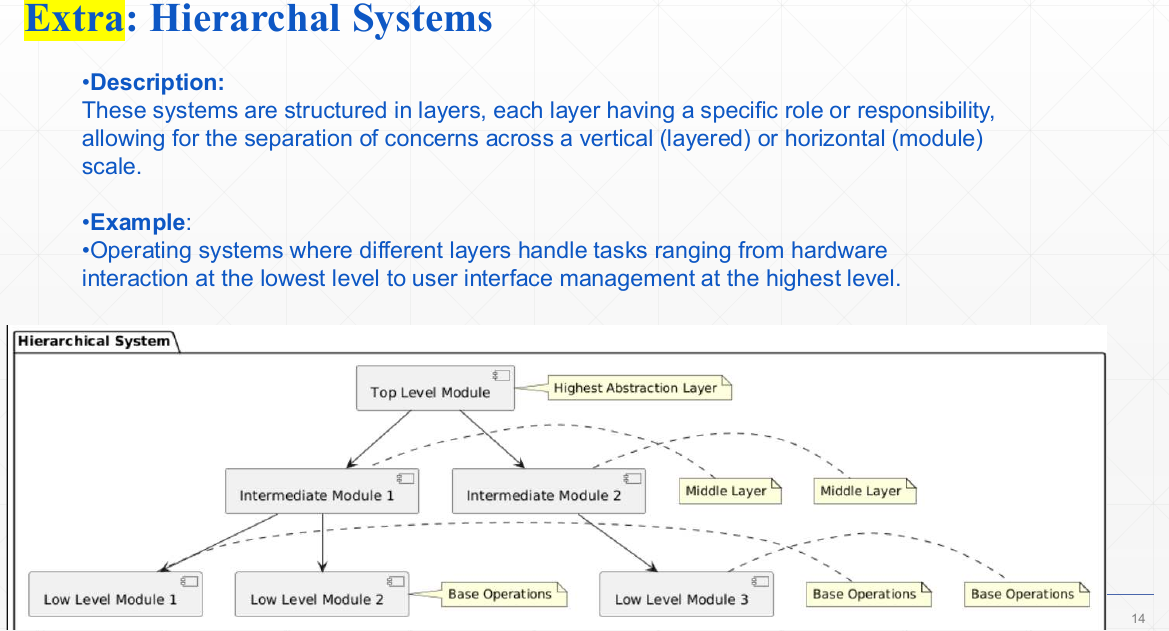 Extra: Hierarchal Systems
•Description:
These systems are structured in layers, each layer having a specific role or responsibility,
allowing for the separation of concerns across a vertical (layered) or horizontal (module)
scale.
•Example:
•Operating systems where different layers handle tasks ranging from hardware
interaction at the lowest level to user interface management at the highest level.
Hierarchical System
Top Level Module
Highest Abstraction Layer
Intermediate Module 1
Intermediate Module 2
Middle Layer
Middle Layer
Low Level Module 1
Low Level Module 2
Base Operations
Low Level Module 3
Base Operations
Base Operations
14